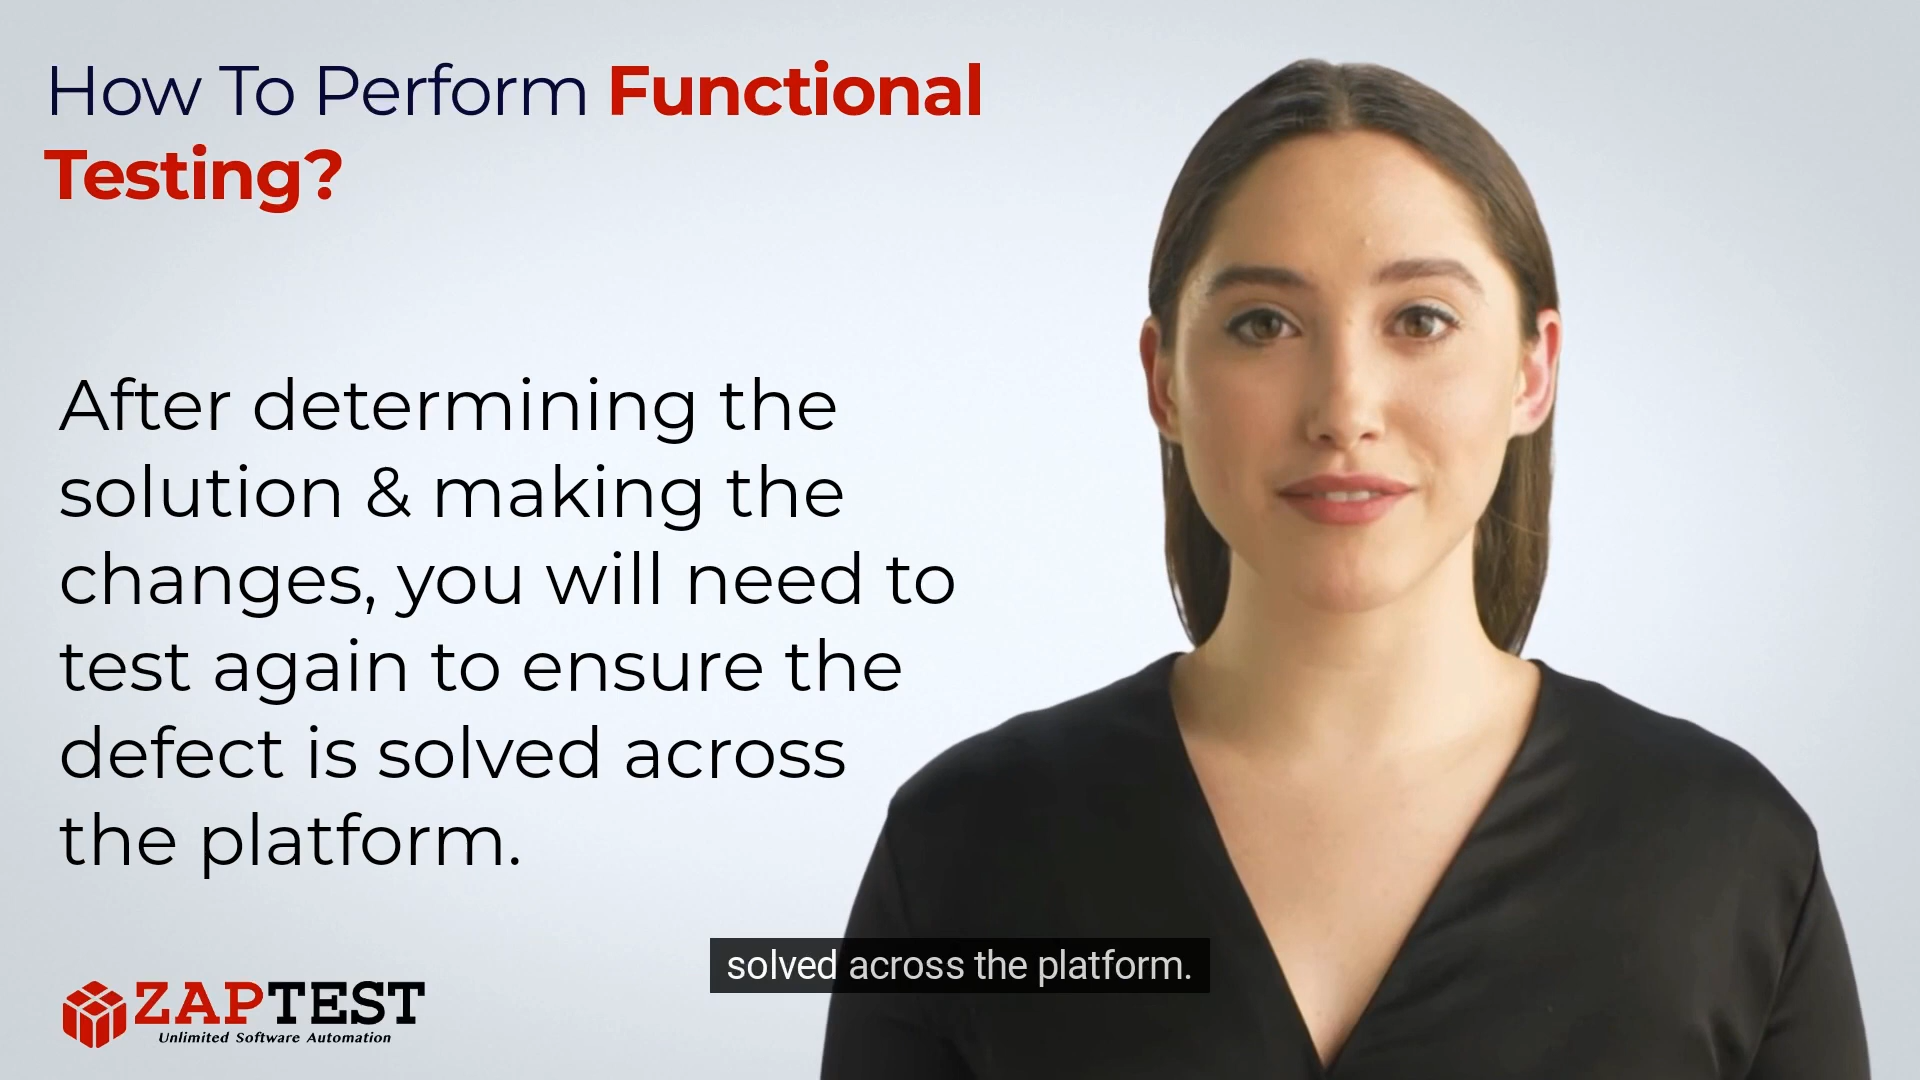 How To Perform Functional
Testing?
After determining the
solution & making the
changes, you will need to
test again to ensure the
defect is solved across
the platform.
solved across the platform.
ZAPTEST
Unlimited Software Automation